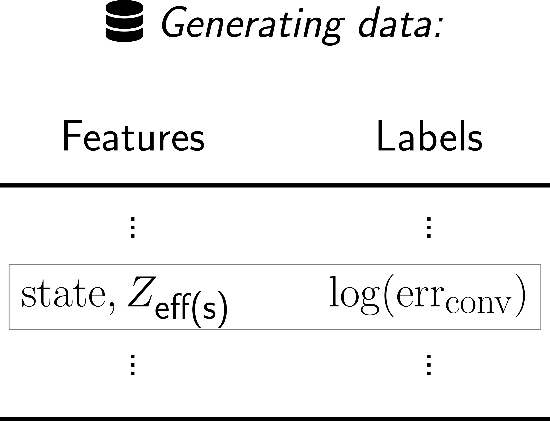 Generating data:
Features Labels
⋮ ⋮
state, Z_eff(s) log(err_conv)
⋮ ⋮